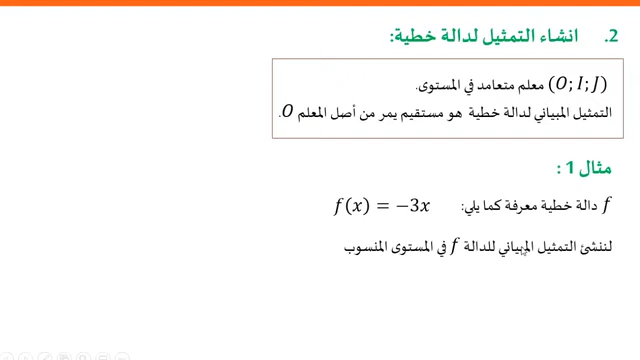 2. انشاء التمثيل لدالة خطية:
(O; I; J) معلم متعامد في المستوى.
التمثيل المبياني لدالة خطية هو مستقيم يمر من أصل المعلم O.
مثال 1 :
f دالة خطية معرفة كما يلي: f(x) = −3x
لننشئ التمثيل المبياني للدالة f في المستوى المنسوب